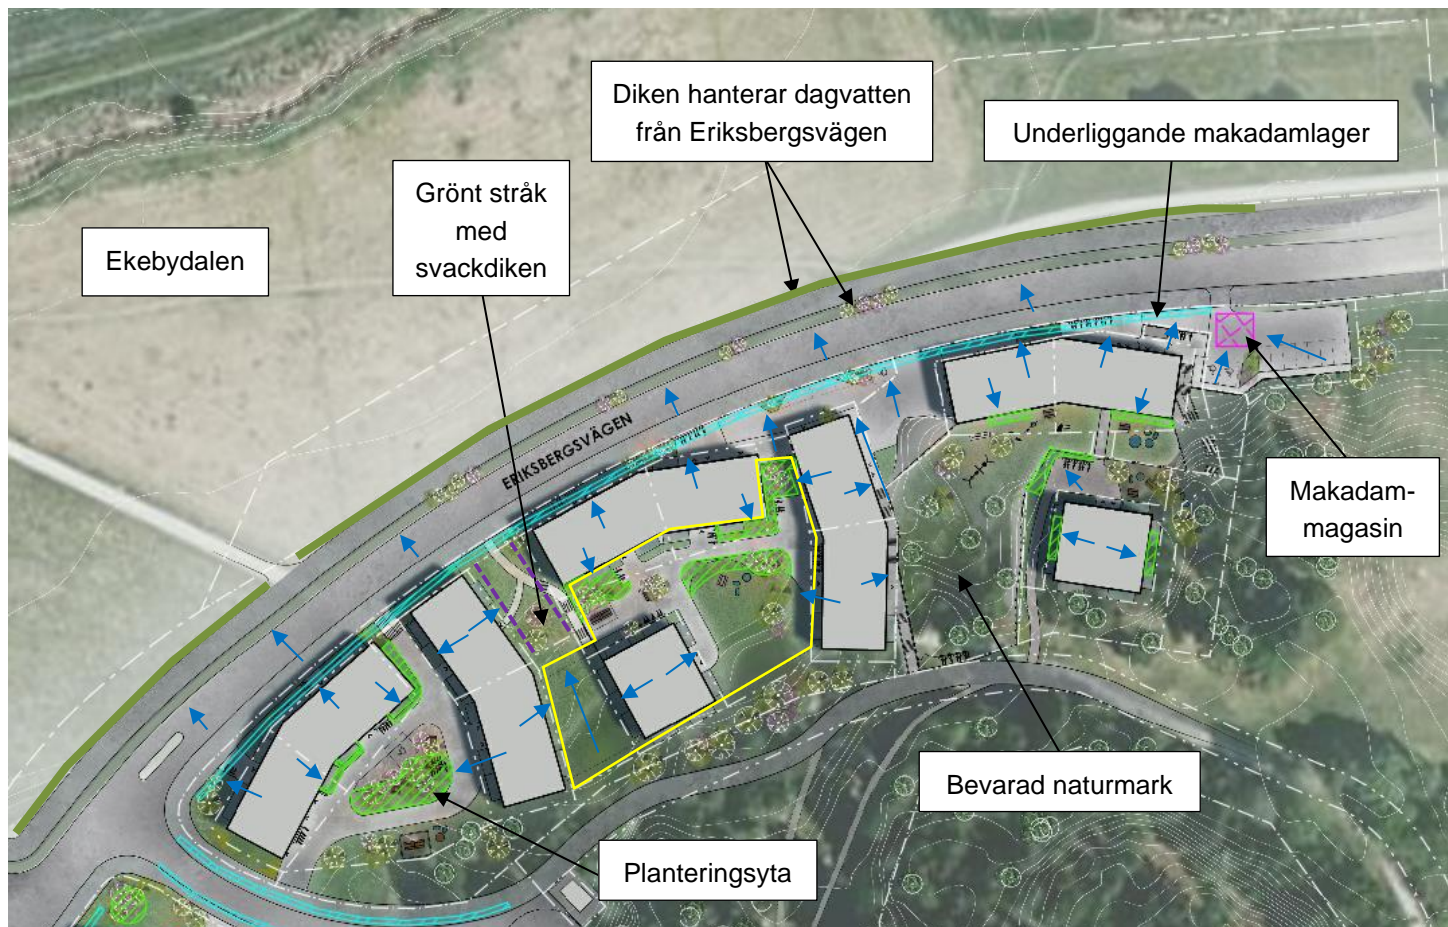 Diken hanterar dagvatten
från Eriksbergsvägen
Underliggande makadamlager
Grönt stråk
med
svackdiken
Ekebydalen
ERIKSBERGSVÄGEN
Makadam-
magasin
Bevarad naturmark
Planteringsyta